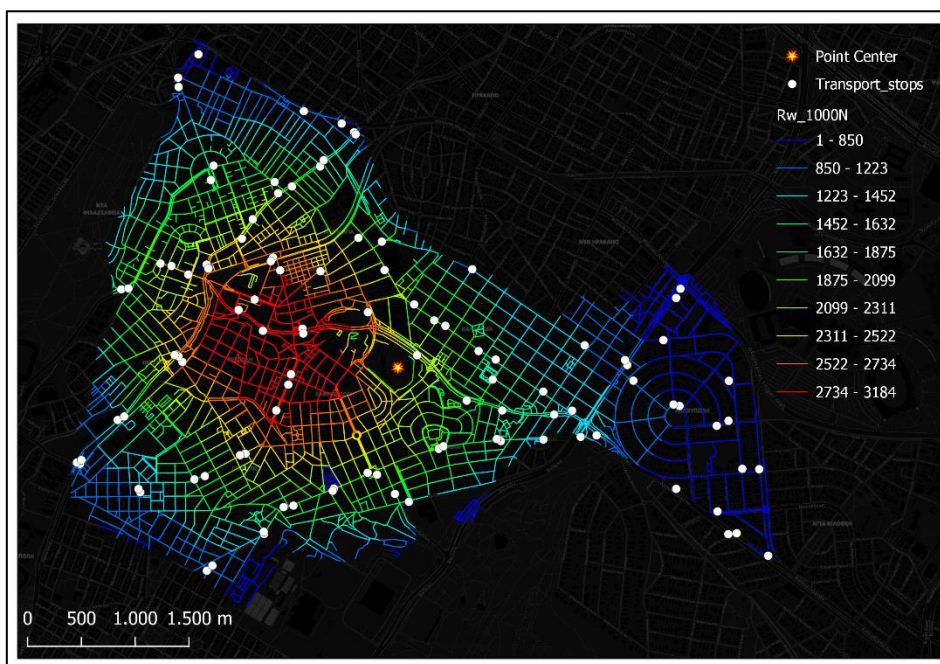 Point Center
Transport_stops
Rw_1000N
1 - 850
850 - 1223
1223 - 1452
1452 - 1632
1632 - 1875
1875 - 2099
2099 - 2311
2311 - 2522
2522 - 2734
2734 - 3184
0 500 1.000 1.500 m